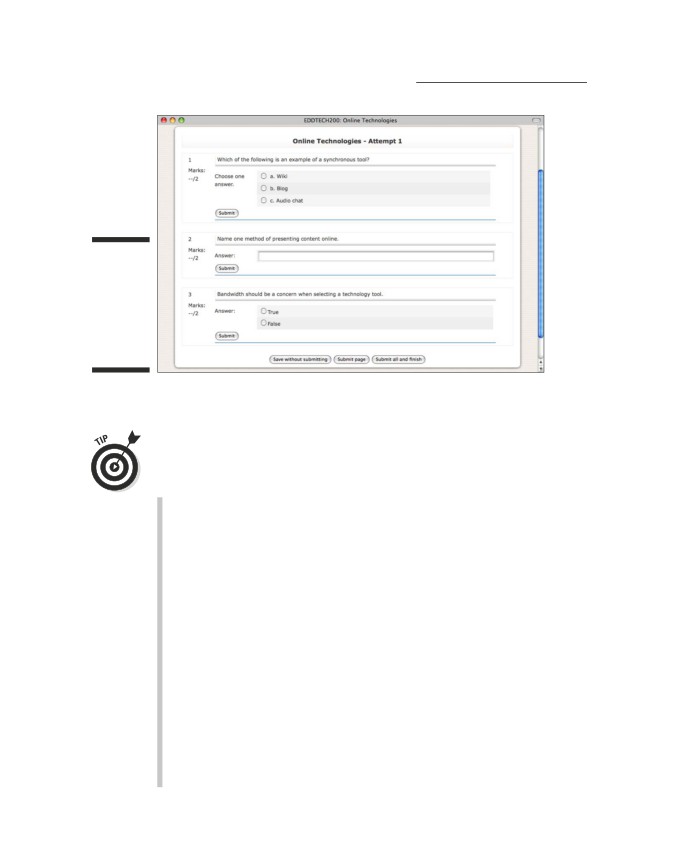 EDDTECH200: Online Technologies
Online Technologies - Attempt 1
1 Which of the following is an example of a synchronous tool?
Marks:
--/2
Choose one
answer.
a. Wiki
b. Blog
c. Audio chat
Submit
2 Name one method of presenting content online.
Marks:
--/2
Answer:
Submit
3 Bandwidth should be a concern when selecting a technology tool.
Marks:
--/2
Answer:
True
False
Submit
Save without submitting Submit page Submit all and finish
TIP